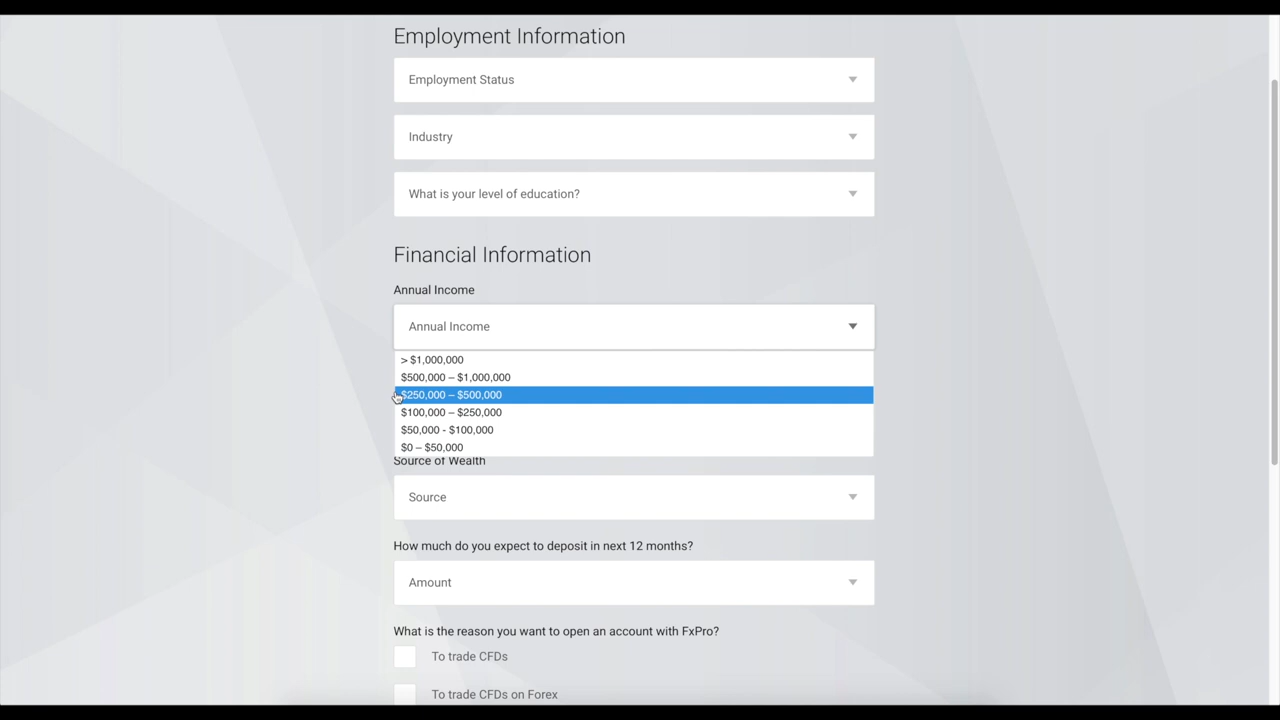 Employment Information
Employment Status
Industry
What is your level of education?
Financial Information
Annual Income
Annual Income
> $1,000,000
$500,000 – $1,000,000
$250,000 – $500,000
$100,000 – $250,000
$50,000 - $100,000
$0 – $50,000
Source of Wealth
Source
How much do you expect to deposit in next 12 months?
Amount
What is the reason you want to open an account with FxPro?
To trade CFDs
To trade CFDs on Forex